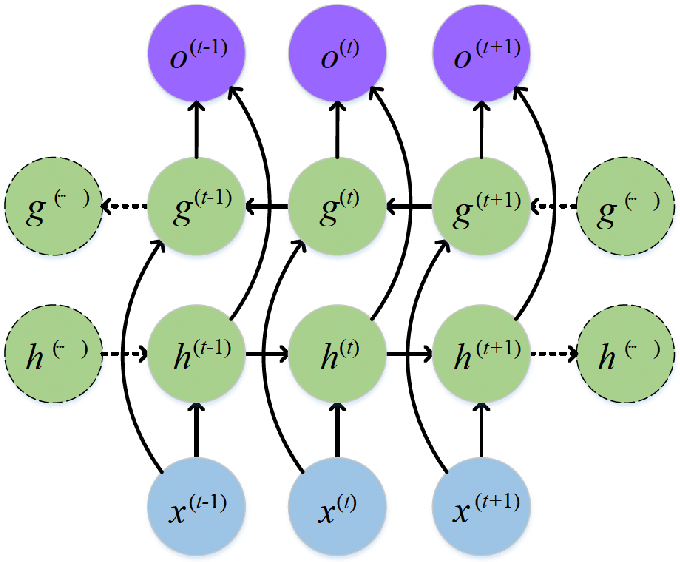 o(t-1) o(t) o(t+1)
g(...) g(t-1) g(t) g(t+1) g(...)
h(...) h(t-1) h(t) h(t+1) h(...)
x(t-1) x(t) x(t+1)